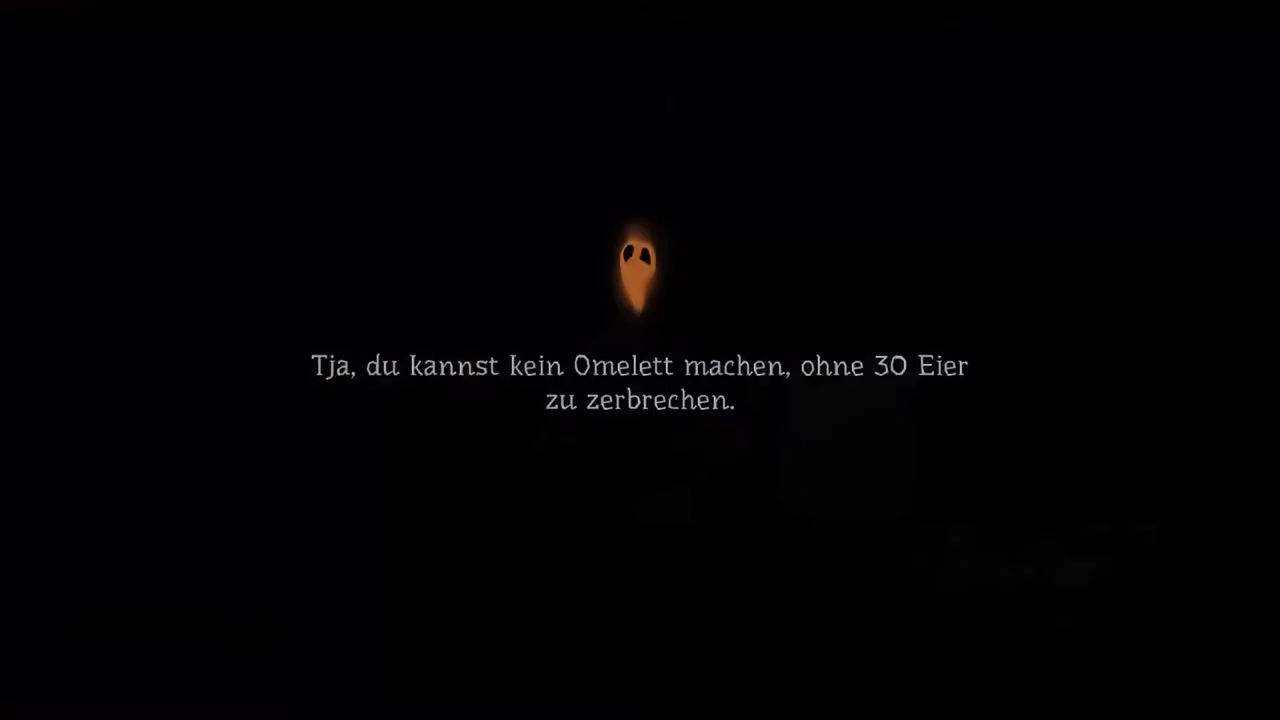 Tja, du kannst kein Omelett machen, ohne 30 Eier
zu zerbrechen.